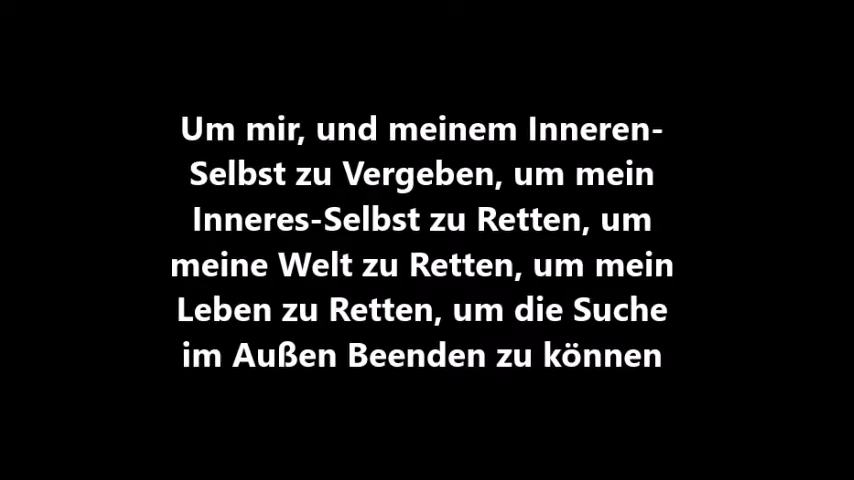 Um mir, und meinem Inneren-
Selbst zu Vergeben, um mein
Inneres-Selbst zu Retten, um
meine Welt zu Retten, um mein
Leben zu Retten, um die Suche
im Außen Beenden zu können